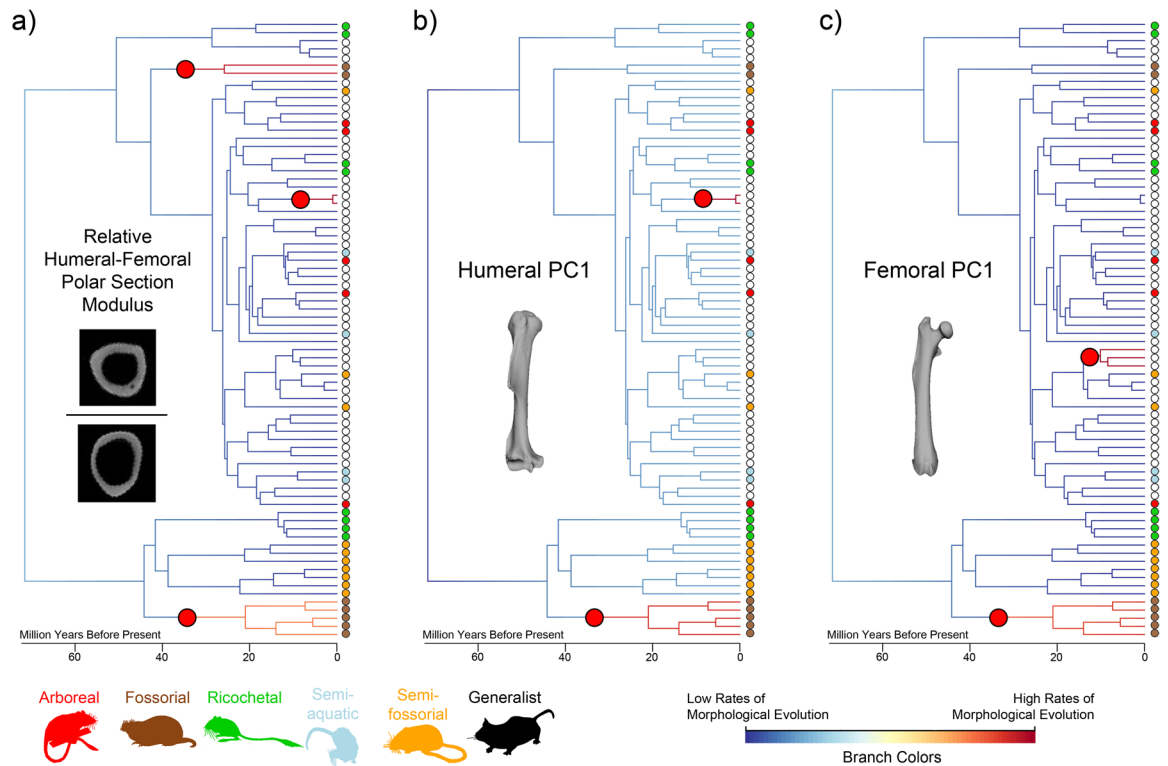 a)
b)
c)
Relative
Humeral-Femoral
Polar Section
Modulus
Humeral PC1
Femoral PC1
Million Years Before Present
60
40
20
0
Million Years Before Present
60
40
20
0
Million Years Before Present
60
40
20
0
Arboreal
Fossorial
Ricochetal
Semi-
aquatic
Semi-
fossorial
Generalist
Low Rates of
Morphological Evolution
High Rates of
Morphological Evolution
Branch Colors